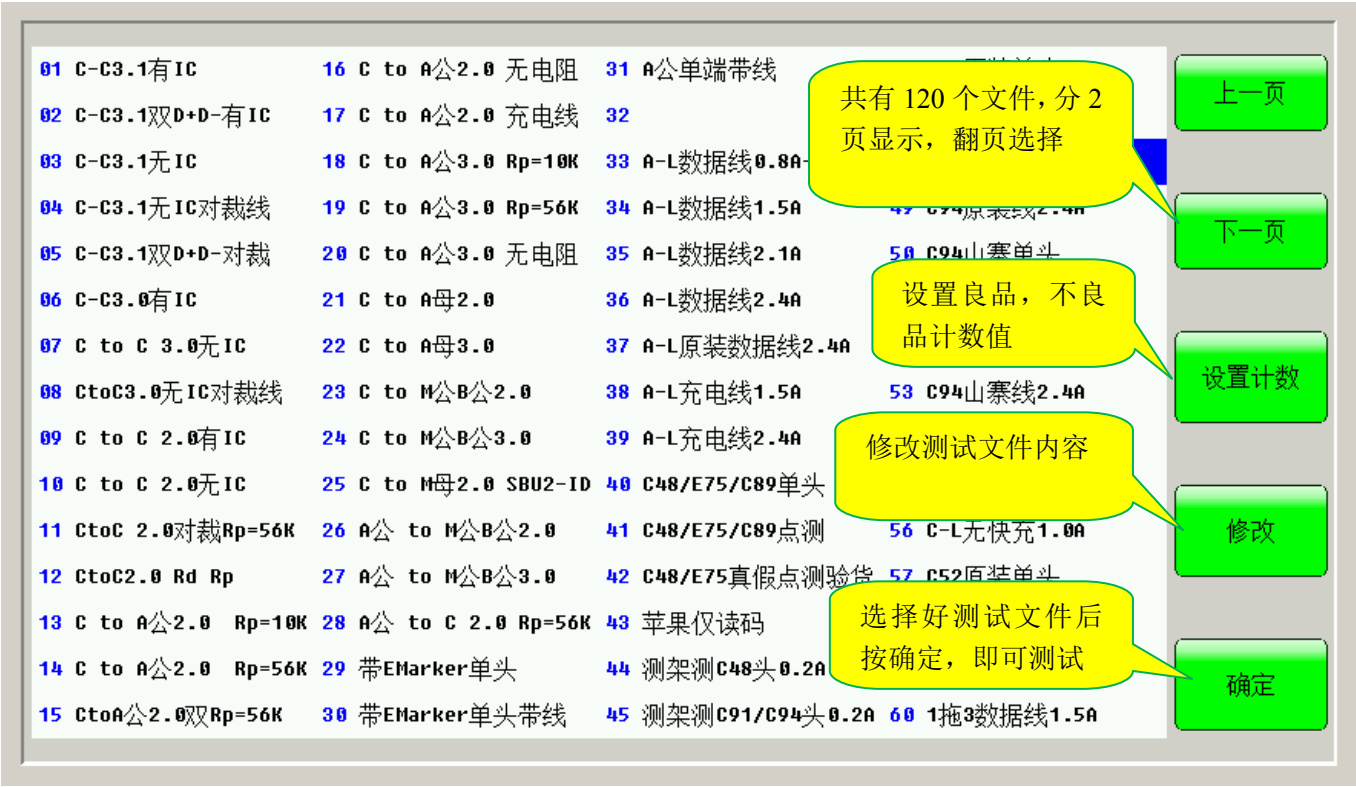 01 C-C3.1有IC
02 C-C3.1双D+D-有IC
03 C-C3.1无IC
04 C-C3.1无IC对裁线
05 C-C3.1双D+D-对裁
06 C-C3.0有IC
07 C to C 3.0无IC
08 CtoC3.0无IC对裁线
09 C to C 2.0有IC
10 C to C 2.0无IC
11 CtoC 2.0对裁Rp=56K
12 CtoC2.0 Rd Rp
13 C to A公2.0 Rp=10K
14 C to A公2.0 Rp=56K
15 CtoA公2.0双Rp=56K
16 C to A公2.0 无电阻
17 C to A公2.0 充电线
18 C to A公3.0 Rp=10K
19 C to A公3.0 Rp=56K
20 C to A公3.0 无电阻
21 C to A母2.0
22 C to A母3.0
23 C to M公B公2.0
24 C to M公B公3.0
25 C to M母2.0 SBU2-ID
26 A公 to M公B公2.0
27 A公 to M公B公3.0
28 A公 to C 2.0 Rp=56K
29 带EMarker单头
30 带EMarker单头带线
31 A公单端带线
32
33 A-L数据线0.8A-
34 A-L数据线1.5A
35 A-L数据线2.1A
36 A-L数据线2.4A
37 A-L原装数据线2.4A
38 A-L充电线1.5A
39 A-L充电线2.4A
40 C48/E75/C89单头
41 C48/E75/C89点测
42 C48/E75真假点测验货
43 苹果仅读码
44 测架测C48头0.2A
45 测架测C91/C94头0.2A
49 C94原装线2.4A
50 C94山寨单头
53 C94山寨线2.4A
56 C-L无快充1.0A
57 C52原装单头
60 1拖3数据线1.5A
共有 120 个文件，分 2
页显示，翻页选择
设置良品，不良
品计数值
修改测试文件内容
选择好测试文件后
按确定，即可测试
上一页
下一页
设置计数
修改
确定